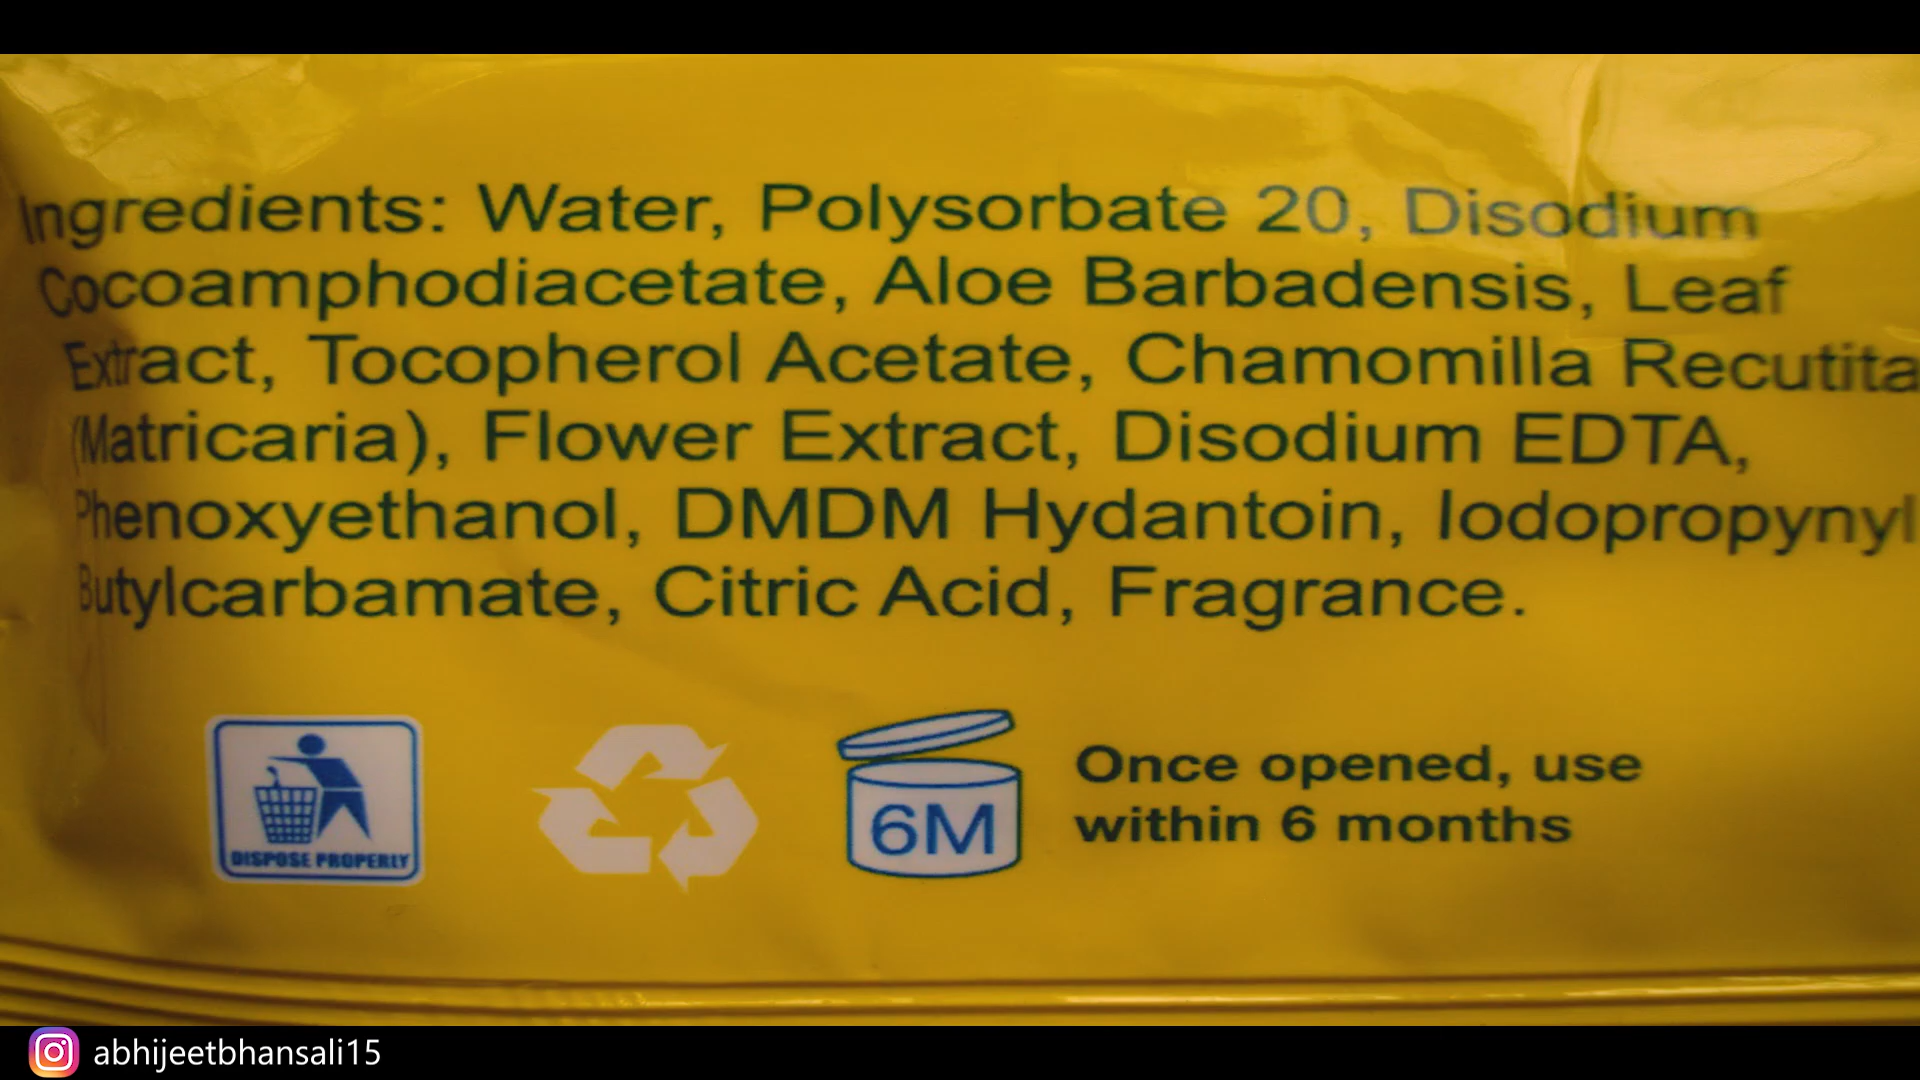 Ingredients: Water, Polysorbate 20, Disodium
Cocoamphodiacetate, Aloe Barbadensis, Leaf
Extract, Tocopherol Acetate, Chamomilla Recutita
(Matricaria), Flower Extract, Disodium EDTA,
Phenoxyethanol, DMDM Hydantoin, Iodopropynyl
Butylcarbamate, Citric Acid, Fragrance.
DISPOSE PROPERLY
6M
Once opened, use
within 6 months
abhijeetbhansali15